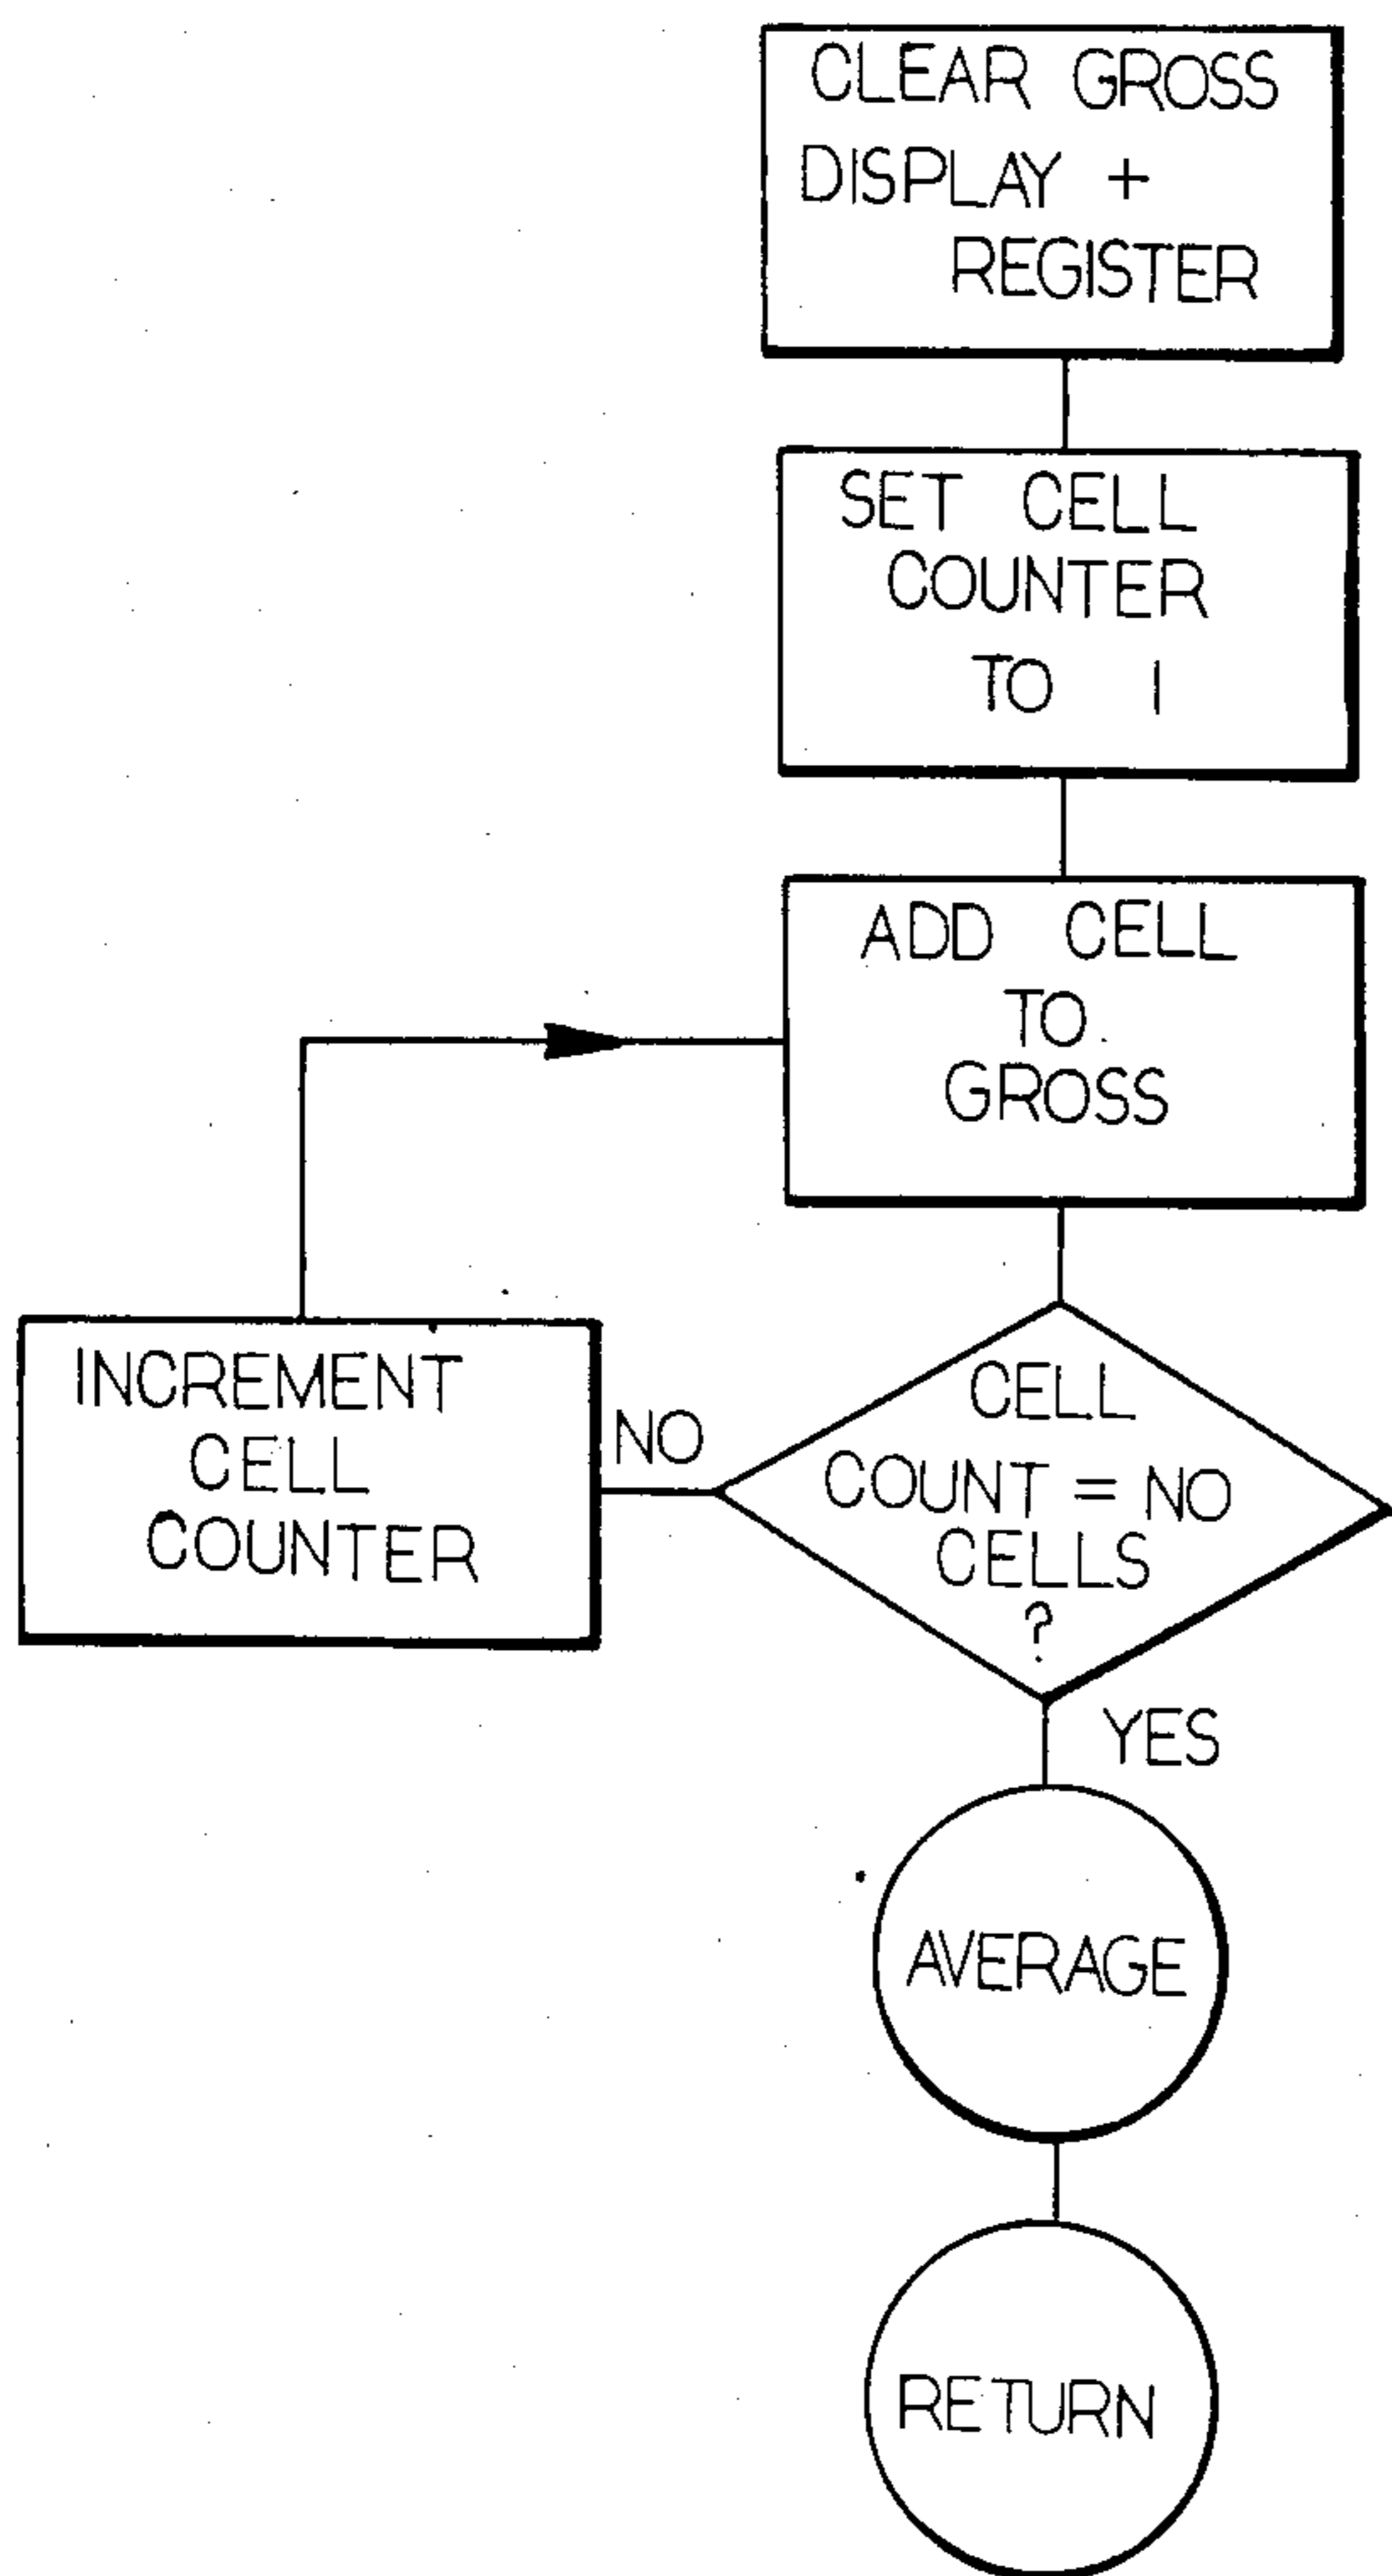 CLEAR GROSS
DISPLAY +
REGISTER
SET CELL
COUNTER
TO 1
ADD CELL
TO
GROSS
INCREMENT
CELL
COUNTER
NO
CELL
COUNT = NO
CELLS
?
YES
AVERAGE
RETURN